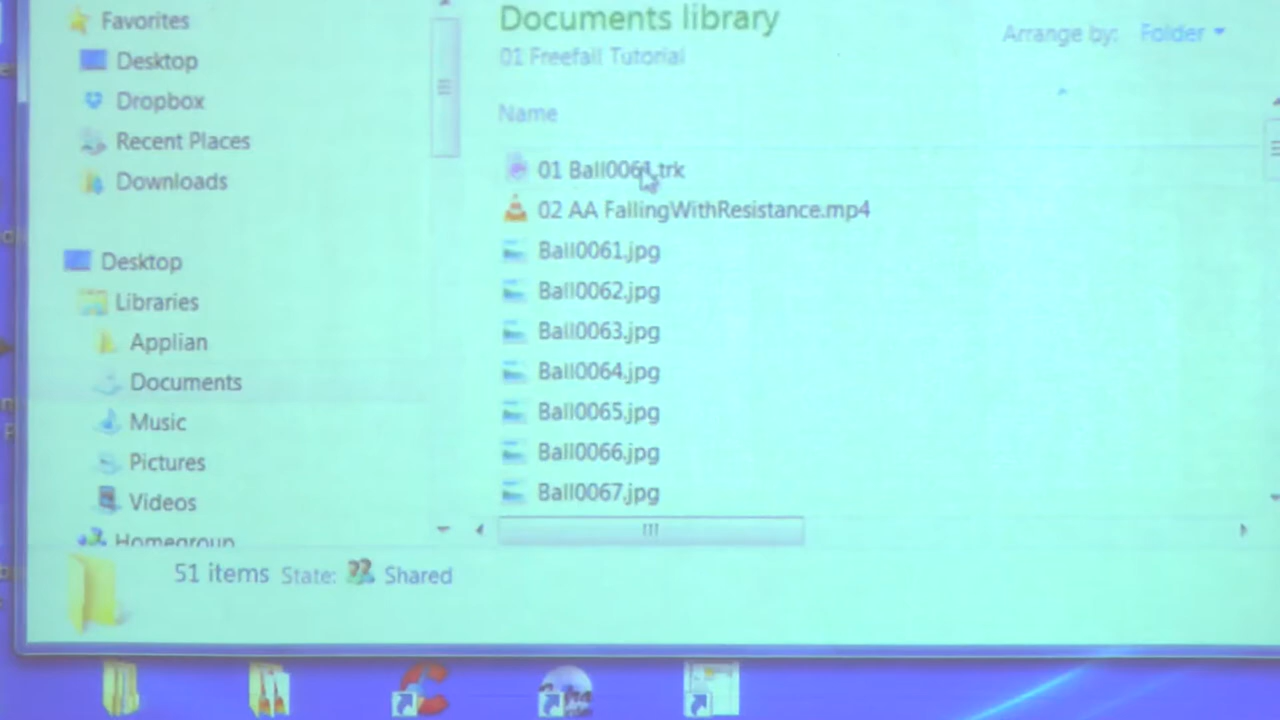 Favorites
Desktop
Dropbox
Recent Places
Downloads
Desktop
Libraries
Applian
Documents
Music
Pictures
Videos
Homegroup
Documents library
01 Freefall Tutorial
Arrange by: Folder
Name
01 Ball0061.trk
02 AA FallingWithResistance.mp4
Ball0061.jpg
Ball0062.jpg
Ball0063.jpg
Ball0064.jpg
Ball0065.jpg
Ball0066.jpg
Ball0067.jpg
51 items State: Shared